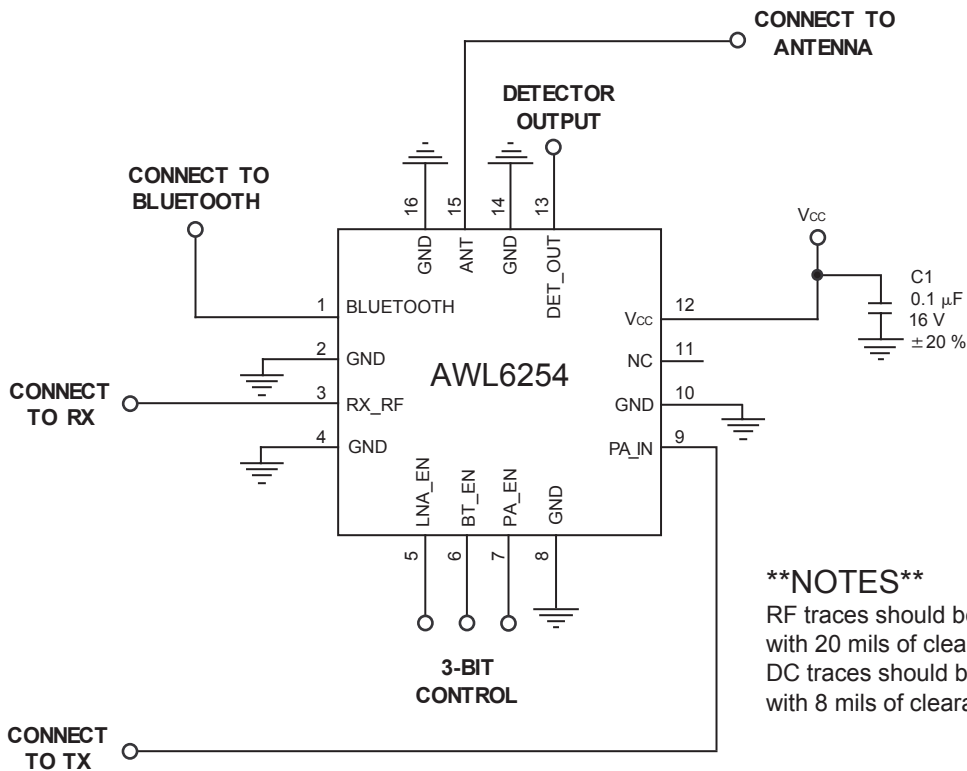 CONNECT TO
ANTENNA
DETECTOR
OUTPUT
CONNECT TO
BLUETOOTH
16
15
14
13
GND
ANT
GND
DET_OUT
Vcc
C1
0.1 μF
16 V
±20 %
1
BLUETOOTH
2
GND
CONNECT
TO RX
3
RX_RF
4
GND
AWL6254
Vcc
12
NC
11
GND
10
PA_IN
9
LNA_EN
BT_EN
PA_EN
GND
5
6
7
8
3-BIT
CONTROL
**NOTES**
RF traces should b
with 20 mils of clea
DC traces should b
with 8 mils of cleara
CONNECT
TO TX